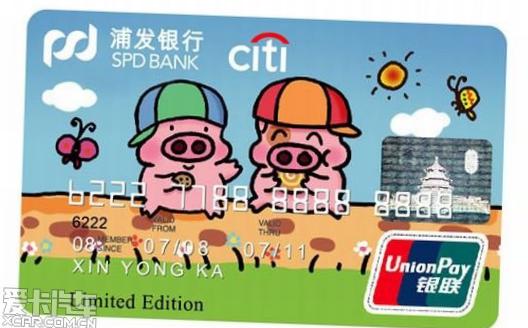 浦发银行
SPD BANK
citi
6222 7788 8888 8888
6222
VALID FROM
VALID THRU
08 MEMBER SINCE 07/08 07/11
XIN YONG KA
Limited Edition
UnionPay
银联
爱卡汽车
XCAR.COM.CN